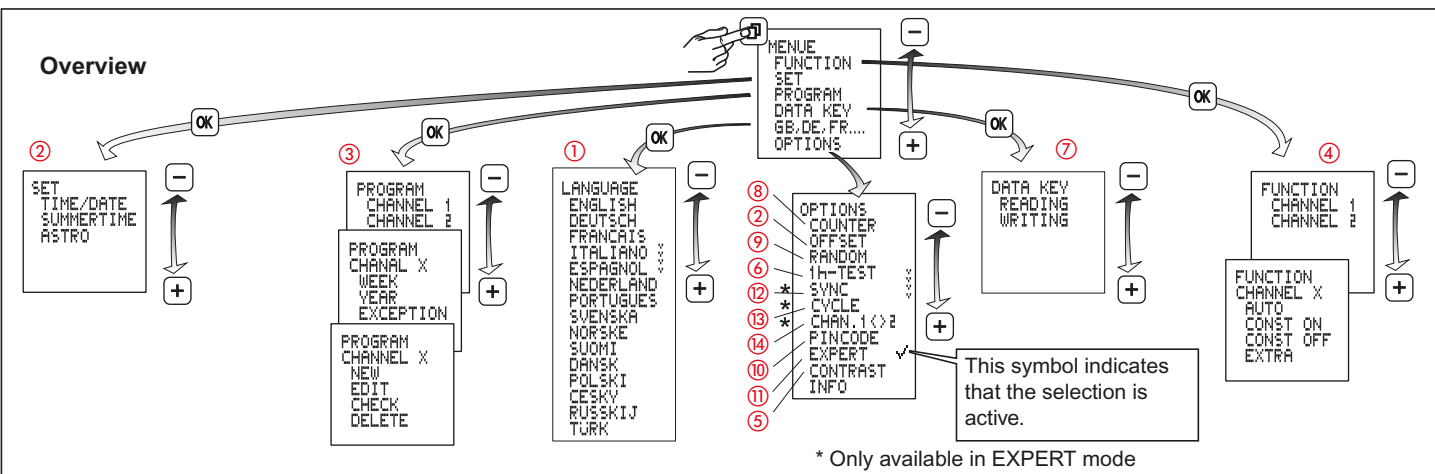 Overview
MENUE
FUNCTION
SET
PROGRAM
DATA KEY
GB,DE,FR....
OPTIONS
−
+
OK
OK
OK
OK
OK
②
SET
TIME/DATE
SUMMERTIME
ASTRO
−
+
③
PROGRAM
CHANNEL 1
CHANNEL 2
PROGRAM
CHANAL X
WEEK
YEAR
EXCEPTION
PROGRAM
CHANNEL X
NEW
EDIT
CHECK
DELETE
−
+
①
LANGUAGE
ENGLISH
DEUTSCH
FRANCAIS
ITALIANO
ESPAGNOL
NEDERLAND
PORTUGUES
SVENSKA
NORSKE
SUOMI
DANSK
POLSKI
CESKY
RUSSKIJ
TÜRK
−
+
OPTIONS
⑧ COUNTER
② OFFSET
⑨ RANDOM
⑥ 1h-TEST
⑫ * SYNC
⑬ * CYCLE
⑭ * CHAN.1<>2
⑩ PINCODE
⑪ EXPERT ✓
⑤ CONTRAST
INFO
−
+
This symbol indicates
that the selection is
active.
* Only available in EXPERT mode
⑦
DATA KEY
READING
WRITING
−
+
④
FUNCTION
CHANNEL 1
CHANNEL 2
FUNCTION
CHANNEL X
AUTO
CONST ON
CONST OFF
EXTRA
−
+